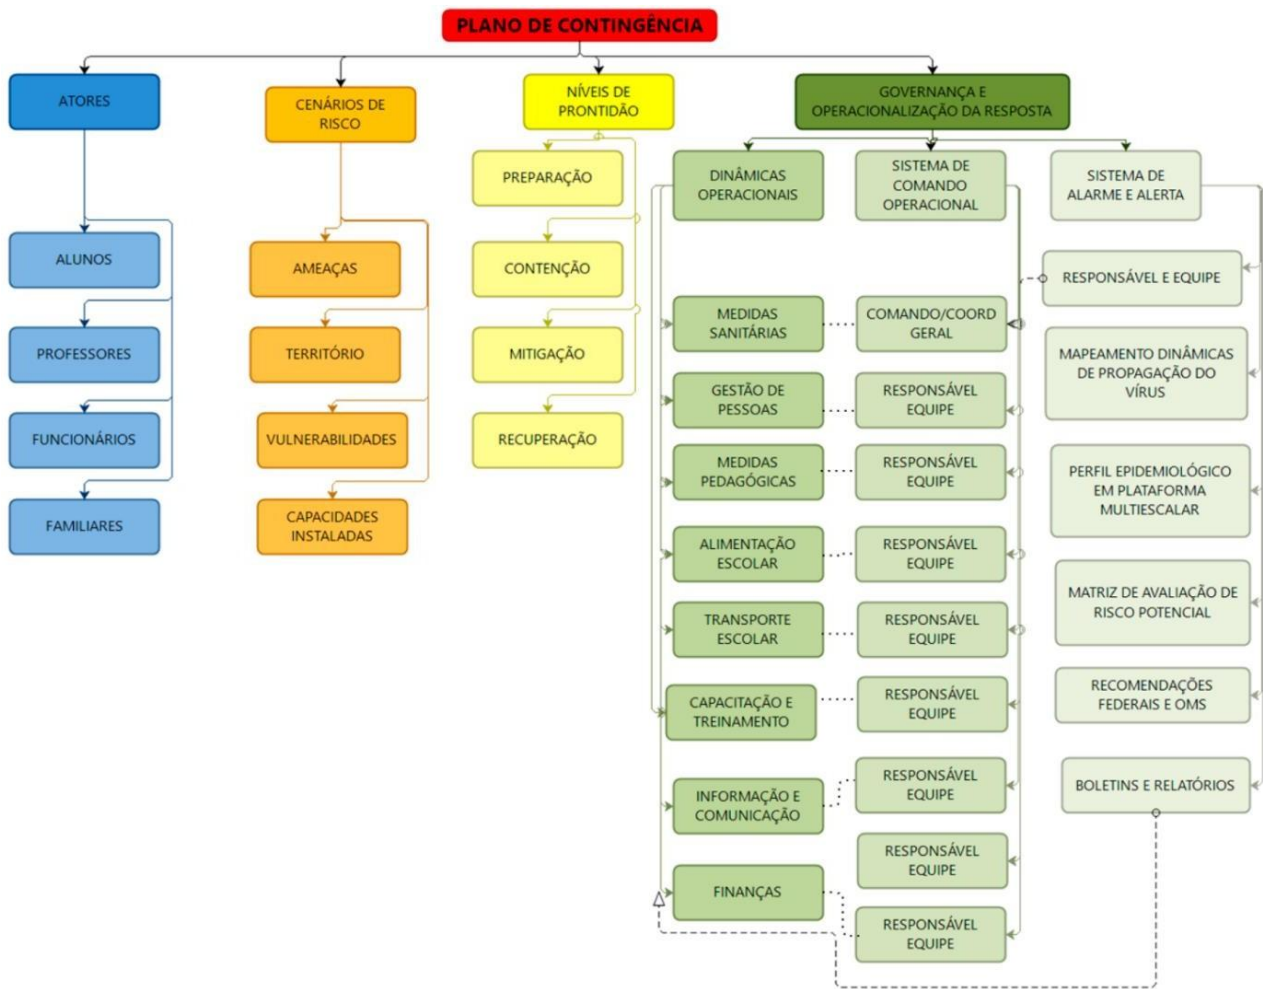 PLANO DE CONTINGÊNCIA
ATORES
CENÁRIOS DE
RISCO
NÍVEIS DE
PRONTIDÃO
GOVERNANÇA E
OPERACIONALIZAÇÃO DA RESPOSTA
ALUNOS
PROFESSORES
FUNCIONÁRIOS
FAMILIARES
AMEAÇAS
TERRITÓRIO
VULNERABILIDADES
CAPACIDADES
INSTALADAS
PREPARAÇÃO
CONTENÇÃO
MITIGAÇÃO
RECUPERAÇÃO
DINÂMICAS
OPERACIONAIS
MEDIDAS
SANITÁRIAS
GESTÃO DE
PESSOAS
MEDIDAS
PEDAGÓGICAS
ALIMENTAÇÃO
ESCOLAR
TRANSPORTE
ESCOLAR
CAPACITAÇÃO E
TREINAMENTO
INFORMAÇÃO E
COMUNICAÇÃO
FINANÇAS
SISTEMA DE
COMANDO
OPERACIONAL
COMANDO/COORD
GERAL
RESPONSÁVEL
EQUIPE
RESPONSÁVEL
EQUIPE
RESPONSÁVEL
EQUIPE
RESPONSÁVEL
EQUIPE
RESPONSÁVEL
EQUIPE
RESPONSÁVEL
EQUIPE
RESPONSÁVEL
EQUIPE
RESPONSÁVEL
EQUIPE
SISTEMA DE
ALARME E ALERTA
RESPONSÁVEL E EQUIPE
MAPEAMENTO DINÂMICAS
DE PROPAGAÇÃO DO
VÍRUS
PERFIL EPIDEMIOLÓGICO
EM PLATAFORMA
MULTIESCALAR
MATRIZ DE AVALIAÇÃO DE
RISCO POTENCIAL
RECOMENDAÇÕES
FEDERAIS E OMS
BOLETINS E RELATÓRIOS